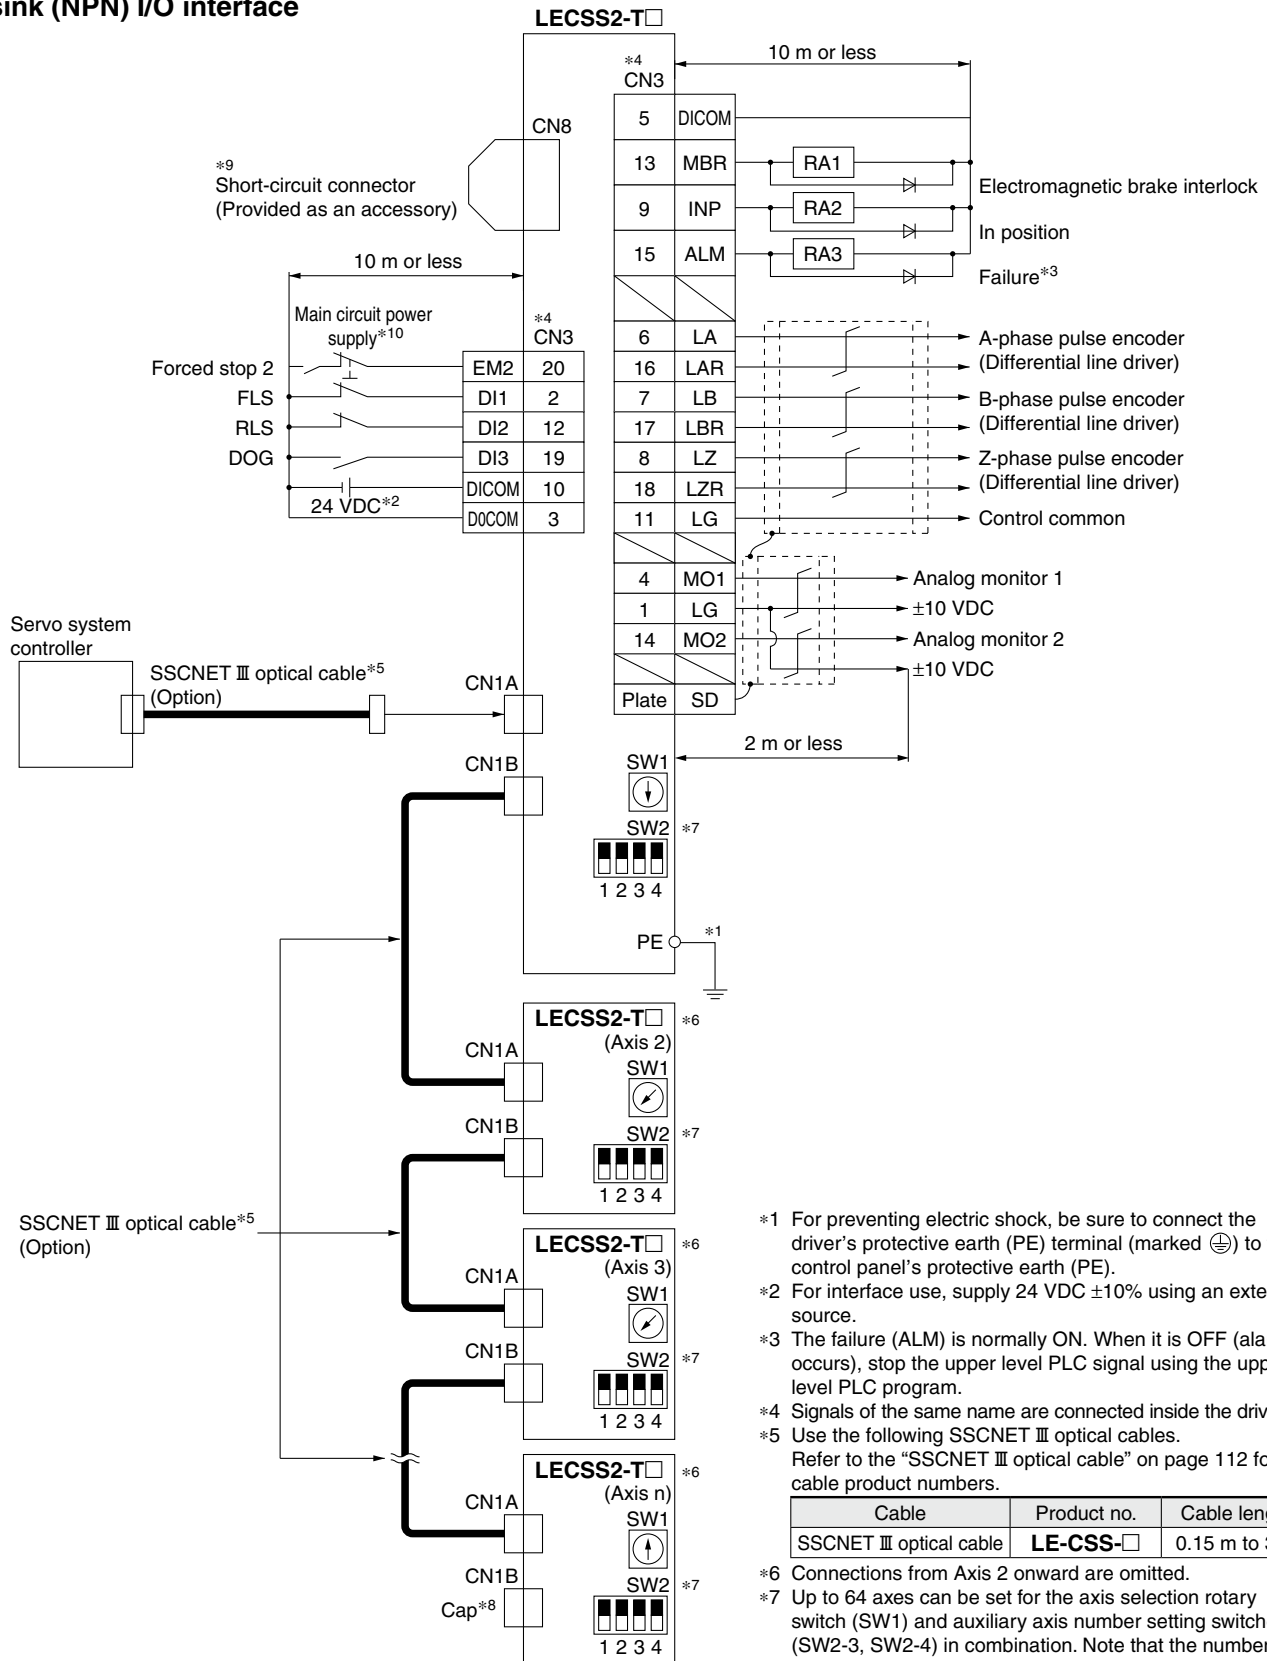 sink (NPN) I/O interface
LECSS2-T□
*4
CN3
10 m or less
5 DICOM
13 MBR RA1
Electromagnetic brake interlock
9 INP RA2
In position
15 ALM RA3
Failure*3
CN8
*9
Short-circuit connector
(Provided as an accessory)
10 m or less
Main circuit power
supply*10
*4
CN3
Forced stop 2 EM2 20
FLS DI1 2
RLS DI2 12
DOG DI3 19
DICOM 10
24 VDC*2
D0COM 3
6 LA A-phase pulse encoder
16 LAR (Differential line driver)
7 LB B-phase pulse encoder
17 LBR (Differential line driver)
8 LZ Z-phase pulse encoder
18 LZR (Differential line driver)
11 LG Control common
4 MO1 Analog monitor 1
1 LG ±10 VDC
14 MO2 Analog monitor 2
±10 VDC
Plate SD
2 m or less
Servo system
controller
SSCNET Ⅲ optical cable*5
(Option)
CN1A
CN1B
SW1
SW2 *7
1 2 3 4
PE *1
LECSS2-T□ *6
(Axis 2)
CN1A
SW1
CN1B
SW2 *7
1 2 3 4
SSCNET Ⅲ optical cable*5
(Option)
LECSS2-T□ *6
(Axis 3)
CN1A
SW1
CN1B
SW2 *7
1 2 3 4
LECSS2-T□ *6
(Axis n)
CN1A
SW1
CN1B
Cap*8
SW2 *7
1 2 3 4
*1 For preventing electric shock, be sure to connect the
driver's protective earth (PE) terminal (marked ⏚) to
control panel's protective earth (PE).
*2 For interface use, supply 24 VDC ±10% using an exte
source.
*3 The failure (ALM) is normally ON. When it is OFF (ala
occurs), stop the upper level PLC signal using the upp
level PLC program.
*4 Signals of the same name are connected inside the driv
*5 Use the following SSCNET Ⅲ optical cables.
Refer to the “SSCNET Ⅲ optical cable” on page 112 fo
cable product numbers.
Cable Product no. Cable leng
SSCNET Ⅲ optical cable LE-CSS-□ 0.15 m to
*6 Connections from Axis 2 onward are omitted.
*7 Up to 64 axes can be set for the axis selection rotary
switch (SW1) and auxiliary axis number setting switch
(SW2-3, SW2-4) in combination. Note that the number